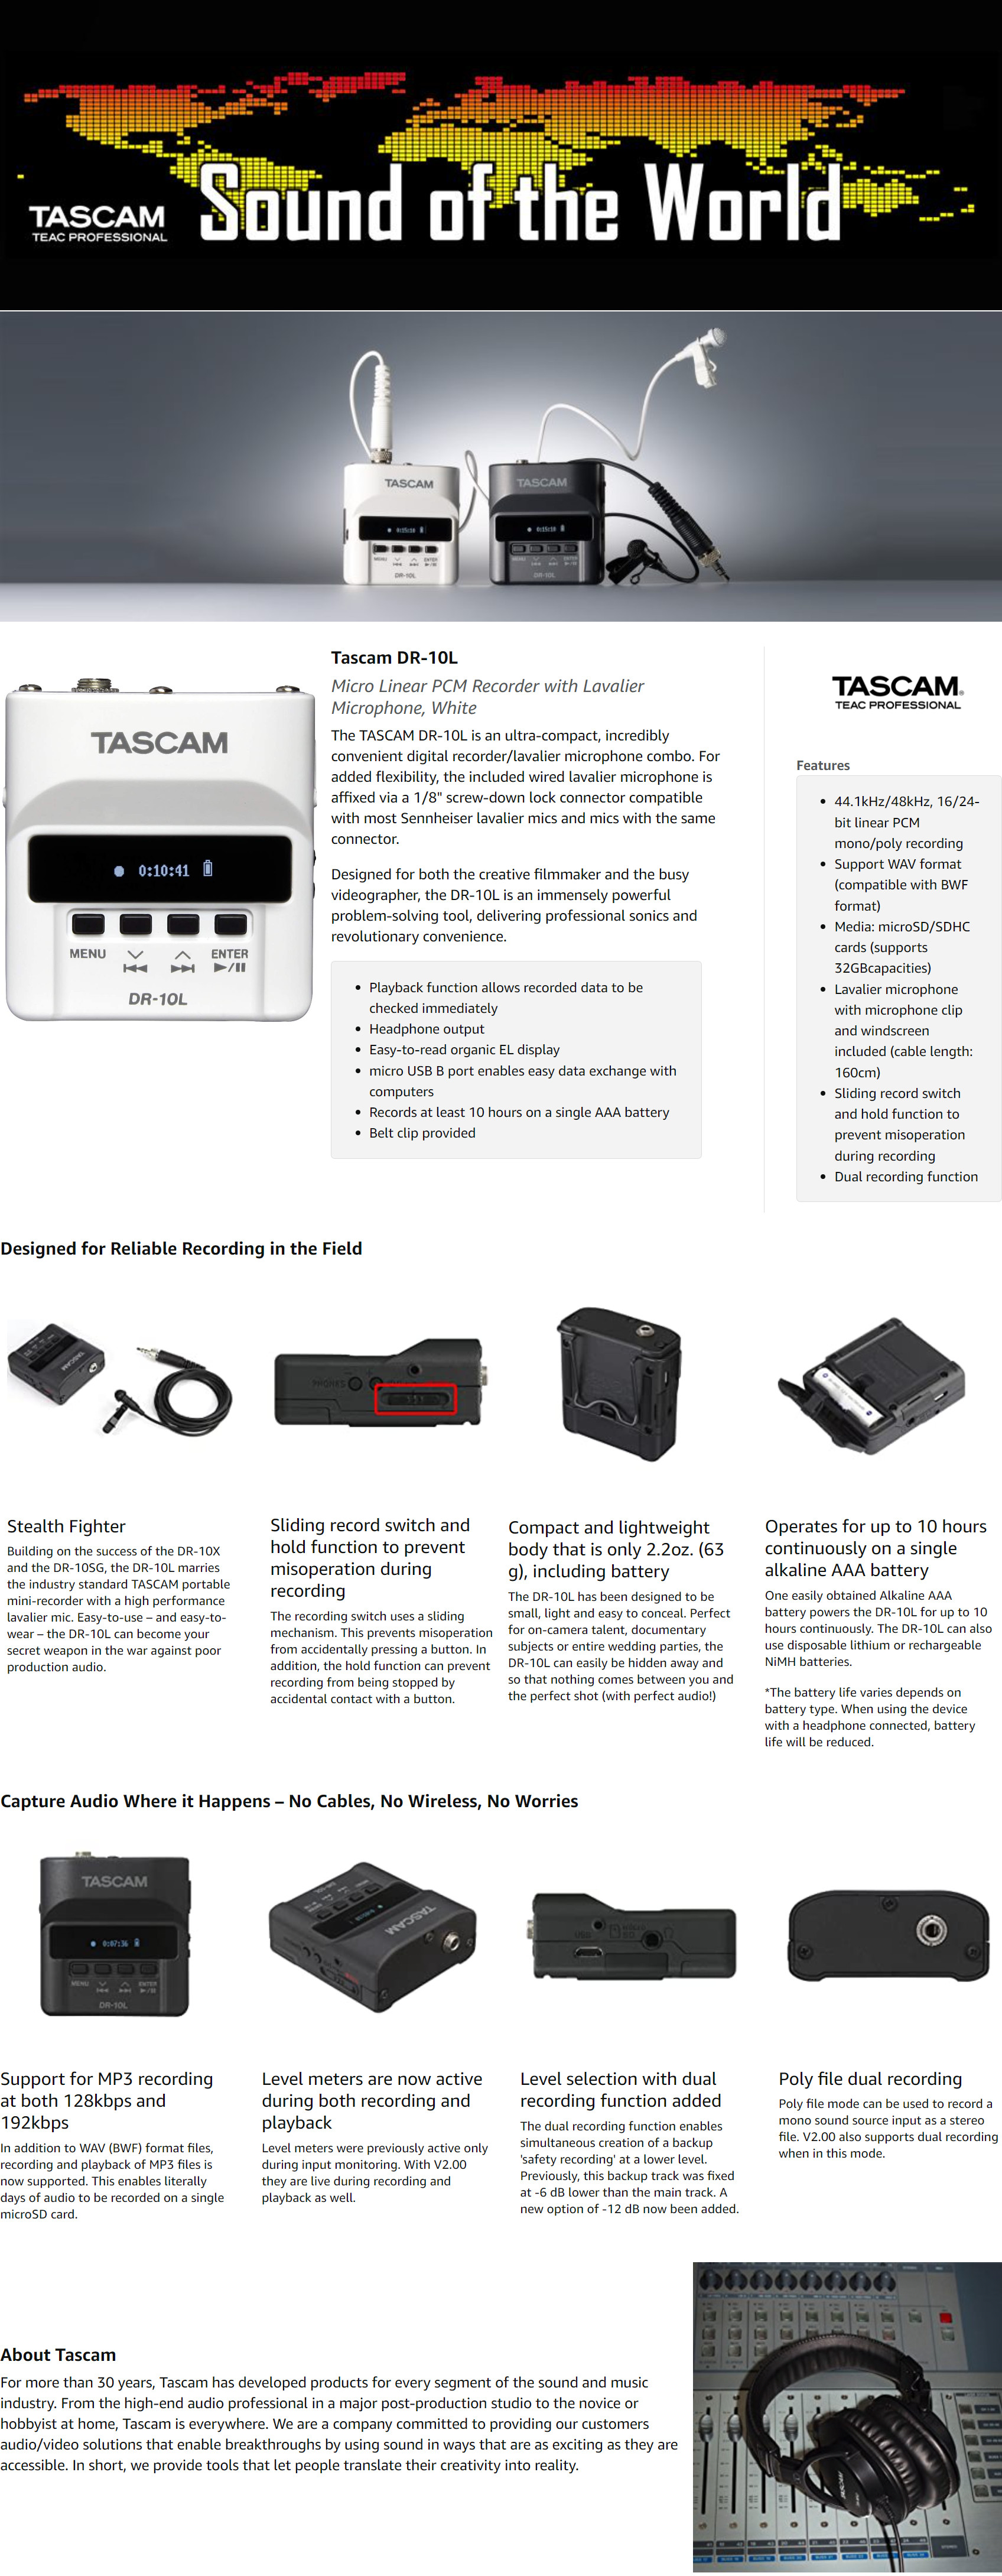 TASCAM
TEAC PROFESSIONAL
Sound of the World
TASCAM
0:15:10
MENU
ENTER
DR-10L
TASCAM
0:15:10
MENU
ENTER
DR-10L
TASCAM
0:10:41
MENU
ENTER
DR-10L
Tascam DR-10L
Micro Linear PCM Recorder with Lavalier
Microphone, White
The TASCAM DR-10L is an ultra-compact, incredibly
convenient digital recorder/lavalier microphone combo. For
added flexibility, the included wired lavalier microphone is
affixed via a 1/8" screw-down lock connector compatible
with most Sennheiser lavalier mics and mics with the same
connector.
Designed for both the creative filmmaker and the busy
videographer, the DR-10L is an immensely powerful
problem-solving tool, delivering professional sonics and
revolutionary convenience.
• Playback function allows recorded data to be
checked immediately
• Headphone output
• Easy-to-read organic EL display
• micro USB B port enables easy data exchange with
computers
• Records at least 10 hours on a single AAA battery
• Belt clip provided
TASCAM®
TEAC PROFESSIONAL
Features
• 44.1kHz/48kHz, 16/24-
bit linear PCM
mono/poly recording
• Support WAV format
(compatible with BWF
format)
• Media: microSD/SDHC
cards (supports
32GBcapacities)
• Lavalier microphone
with microphone clip
and windscreen
included (cable length:
160cm)
• Sliding record switch
and hold function to
prevent misoperation
during recording
• Dual recording function
Designed for Reliable Recording in the Field
TASCAM
PHONES
Stealth Fighter
Building on the success of the DR-10X
and the DR-10SG, the DR-10L marries
the industry standard TASCAM portable
mini-recorder with a high performance
lavalier mic. Easy-to-use – and easy-to-
wear – the DR-10L can become your
secret weapon in the war against poor
production audio.
Sliding record switch and
hold function to prevent
misoperation during
recording
The recording switch uses a sliding
mechanism. This prevents misoperation
from accidentally pressing a button. In
addition, the hold function can prevent
recording from being stopped by
accidental contact with a button.
Compact and lightweight
body that is only 2.2oz. (63
g), including battery
The DR-10L has been designed to be
small, light and easy to conceal. Perfect
for on-camera talent, documentary
subjects or entire wedding parties, the
DR-10L can easily be hidden away and
so that nothing comes between you and
the perfect shot (with perfect audio!)
Operates for up to 10 hours
continuously on a single
alkaline AAA battery
One easily obtained Alkaline AAA
battery powers the DR-10L for up to 10
hours continuously. The DR-10L can also
use disposable lithium or rechargeable
NiMH batteries.
*The battery life varies depends on
battery type. When using the device
with a headphone connected, battery
life will be reduced.
Capture Audio Where it Happens – No Cables, No Wireless, No Worries
TASCAM
0:07:36
MENU
ENTER
DR-10L
TASCAM
Support for MP3 recording
at both 128kbps and
192kbps
In addition to WAV (BWF) format files,
recording and playback of MP3 files is
now supported. This enables literally
days of audio to be recorded on a single
microSD card.
Level meters are now active
during both recording and
playback
Level meters were previously active only
during input monitoring. With V2.00
they are live during recording and
playback as well.
Level selection with dual
recording function added
The dual recording function enables
simultaneous creation of a backup
'safety recording' at a lower level.
Previously, this backup track was fixed
at -6 dB lower than the main track. A
new option of -12 dB now been added.
Poly file dual recording
Poly file mode can be used to record a
mono sound source input as a stereo
file. V2.00 also supports dual recording
when in this mode.
About Tascam
For more than 30 years, Tascam has developed products for every segment of the sound and music
industry. From the high-end audio professional in a major post-production studio to the novice or
hobbyist at home, Tascam is everywhere. We are a company committed to providing our customers
audio/video solutions that enable breakthroughs by using sound in ways that are as exciting as they are
accessible. In short, we provide tools that let people translate their creativity into reality.
TASCAM